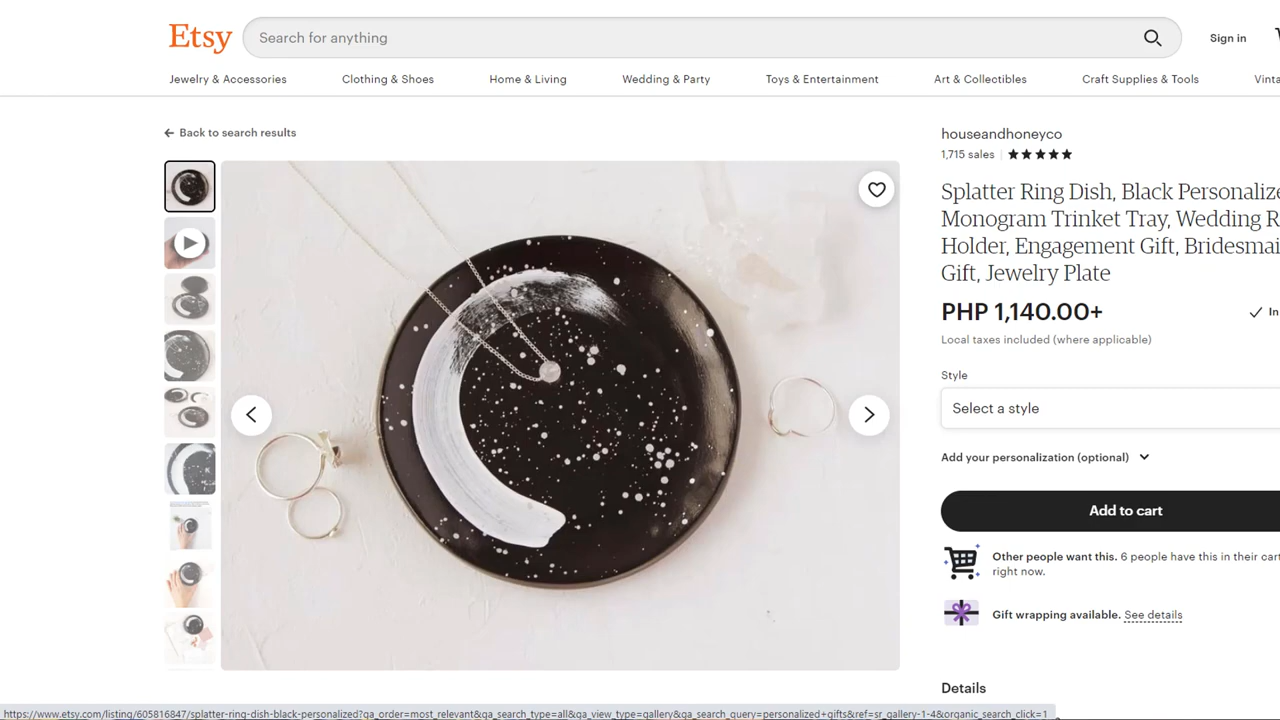 Etsy
Search for anything
Sign in
Jewelry & Accessories
Clothing & Shoes
Home & Living
Wedding & Party
Toys & Entertainment
Art & Collectibles
Craft Supplies & Tools
Vinta
Back to search results
houseandhoneyco
1,715 sales
Splatter Ring Dish, Black Personalize
Monogram Trinket Tray, Wedding R
Holder, Engagement Gift, Bridesmai
Gift, Jewelry Plate
PHP 1,140.00+
In
Local taxes included (where applicable)
Style
Select a style
Add your personalization (optional)
Add to cart
Other people want this. 6 people have this in their cart
right now.
Gift wrapping available. See details
Details
https://www.etsy.com/listing/605816847/splatter-ring-dish-black-personalized?ga_order=most_relevant&ga_search_type=all&ga_view_type=gallery&ga_search_query=personalized+gifts&ref=sr_gallery-1-4&organic_search_click=1